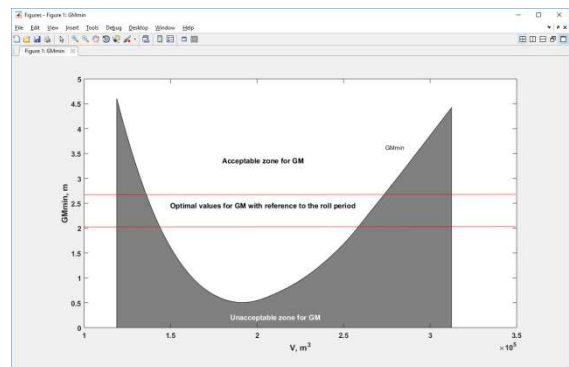 Figures - Figure 1: GMmin
File Edit View Insert Tools Debug Desktop Window Help
Figure 1: GMmin
5
4.5
4
3.5
3
2.5
2
1.5
1
0.5
0
GMmin, m
GMmin
Acceptable zone for GM
Optimal values for GM with reference to the roll period
Unacceptable zone for GM
1 1.5 2 2.5 3 3.5
V, m³
×10⁵